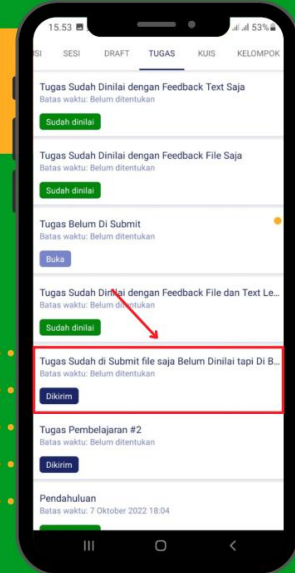 15.53
53%
SI SESI DRAFT TUGAS KUIS KELOMPOK
Tugas Sudah Dinilai dengan Feedback Text Saja
Batas waktu: Belum ditentukan
Sudah dinilai
Tugas Sudah Dinilai dengan Feedback File Saja
Batas waktu: Belum ditentukan
Sudah dinilai
Tugas Belum Di Submit
Batas waktu: Belum ditentukan
Buka
Tugas Sudah Dinilai dengan Feedback File dan Text Le...
Batas waktu: Belum ditentukan
Sudah dinilai
Tugas Sudah di Submit file saja Belum Dinilai tapi Di B...
Batas waktu: Belum ditentukan
Dikirim
Tugas Pembelajaran #2
Batas waktu: Belum ditentukan
Dikirim
Pendahuluan
Batas waktu: 7 Oktober 2022 18:04